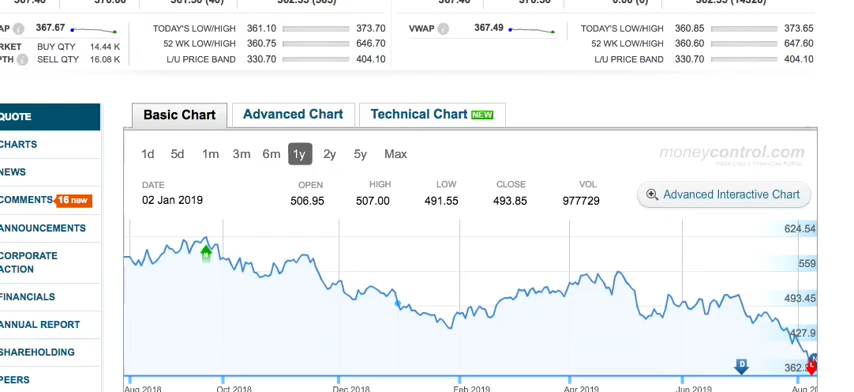 VWAP 367.67 TODAY'S LOW/HIGH 361.10 373.70 VWAP 367.49 TODAY'S LOW/HIGH 360.85 373.65
BUY QTY 14.44 K 52 WK LOW/HIGH 360.75 646.70 52 WK LOW/HIGH 360.65 647.60
SELL QTY 16.08 K L/U PRICE BAND 330.70 404.10 L/U PRICE BAND 330.70 404.10
QUOTE
CHARTS
NEWS
COMMENTS 16 new
ANNOUNCEMENTS
CORPORATE
ACTION
FINANCIALS
ANNUAL REPORT
SHAREHOLDING
PEERS
Basic Chart Advanced Chart Technical Chart NEW
1d 5d 1m 3m 6m 1y 2y 5y Max
moneycontrol.com
DATE OPEN HIGH LOW CLOSE VOL
02 Jan 2019 506.95 507.00 491.55 493.85 977729
Advanced Interactive Chart
624.54
559
493.45
427.9
D
Aug 2018 Oct 2018 Dec 2018 Feb 2019 Apr 2019 Jun 2019